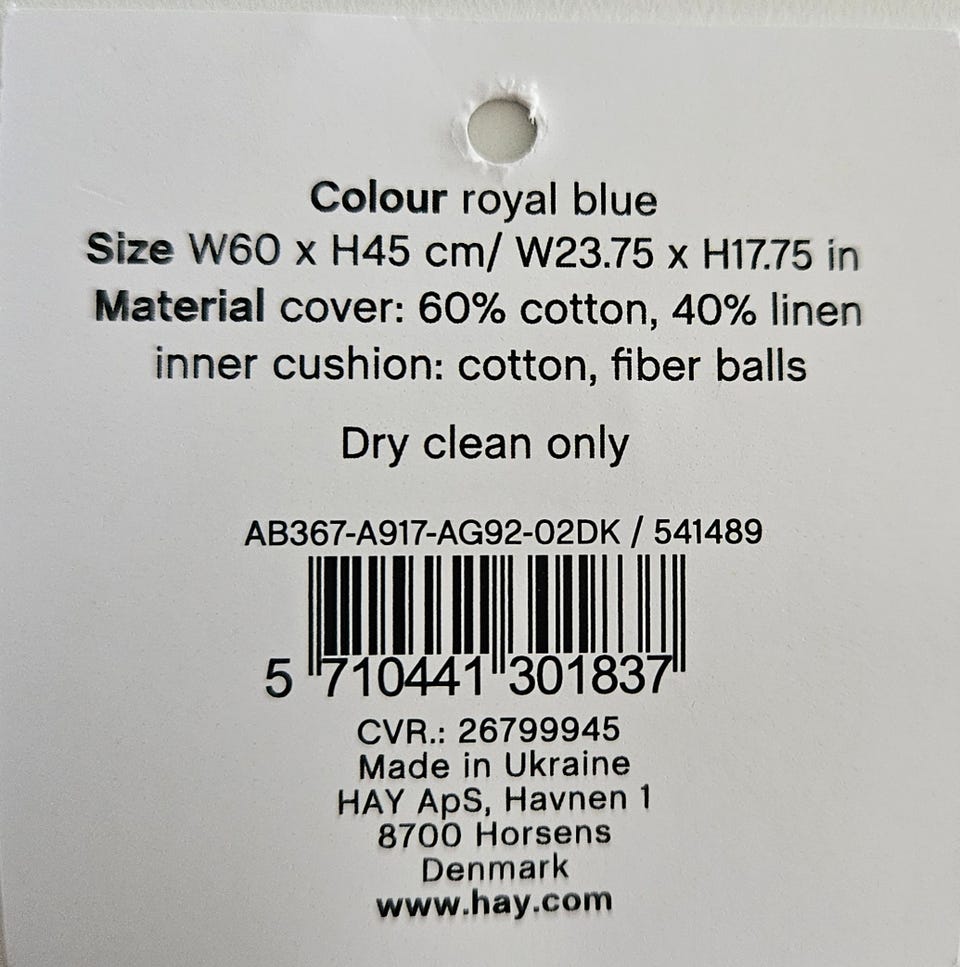 Colour royal blue
Size W60 x H45 cm/ W23.75 x H17.75 in
Material cover: 60% cotton, 40% linen
inner cushion: cotton, fiber balls
Dry clean only
AB367-A917-AG92-02DK / 541489
5 710441 301837
CVR.: 26799945
Made in Ukraine
HAY ApS, Havnen 1
8700 Horsens
Denmark
www.hay.com